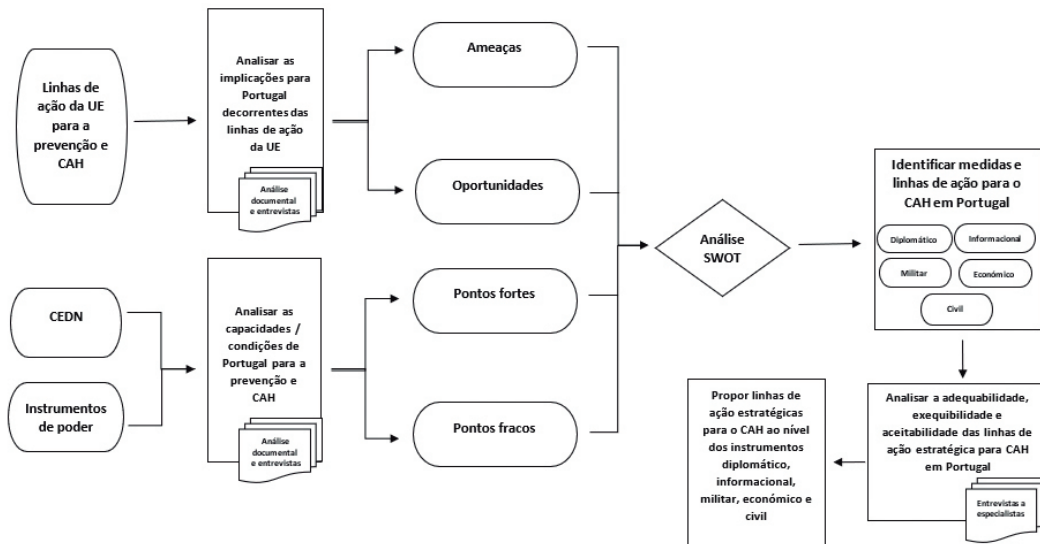 Linhas de
ação da UE
para a
prevenção e
CAH
Analisar as
implicações para
Portugal
decorrentes das
linhas de ação
da UE
Análise
documental
e entrevistas
Ameaças
Oportunidades
CEDN
Instrumentos
de poder
Analisar as
capacidades /
condições de
Portugal para a
prevenção e
CAH
Análise
documental
e entrevistas
Pontos fortes
Pontos fracos
Análise
SWOT
Identificar medidas e
linhas de ação para o
CAH em Portugal
Diplomático
Informacional
Militar
Económico
Civil
Analisar a adequabilidade,
exequibilidade e
aceitabilidade das linhas de
ação estratégica para CAH
em Portugal
Entrevistas a
especialistas
Propor linhas de
ação estratégicas
para o CAH ao nível
dos instrumentos
diplomático,
informacional,
militar, económico e
civil